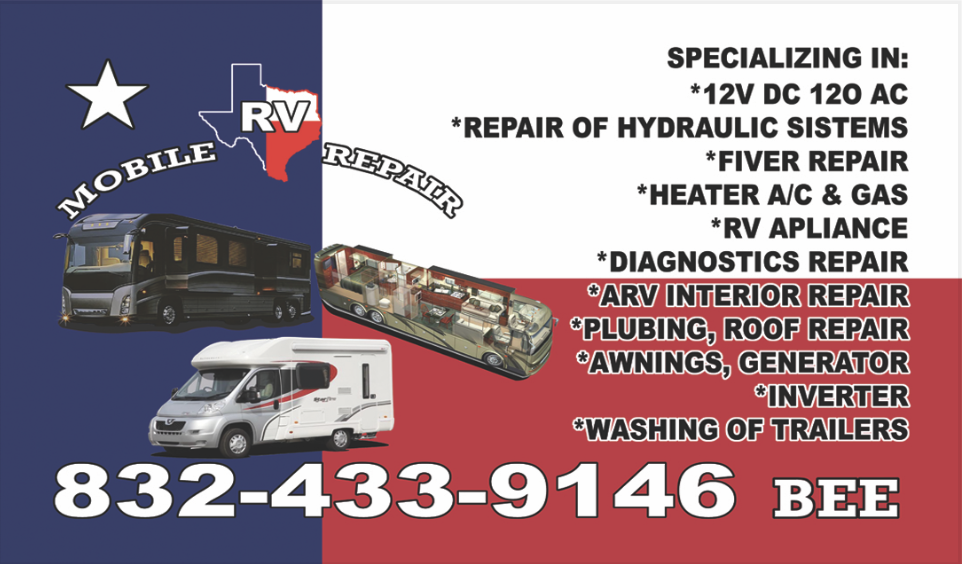 RV
MOBILE REPAIR
SPECIALIZING IN:
*12V DC 12O AC
*REPAIR OF HYDRAULIC SISTEMS
*FIVER REPAIR
*HEATER A/C & GAS
*RV APLIANCE
*DIAGNOSTICS REPAIR
*ARV INTERIOR REPAIR
*PLUBING, ROOF REPAIR
*AWNINGS, GENERATOR
*INVERTER
*WASHING OF TRAILERS
832-433-9146 BEE